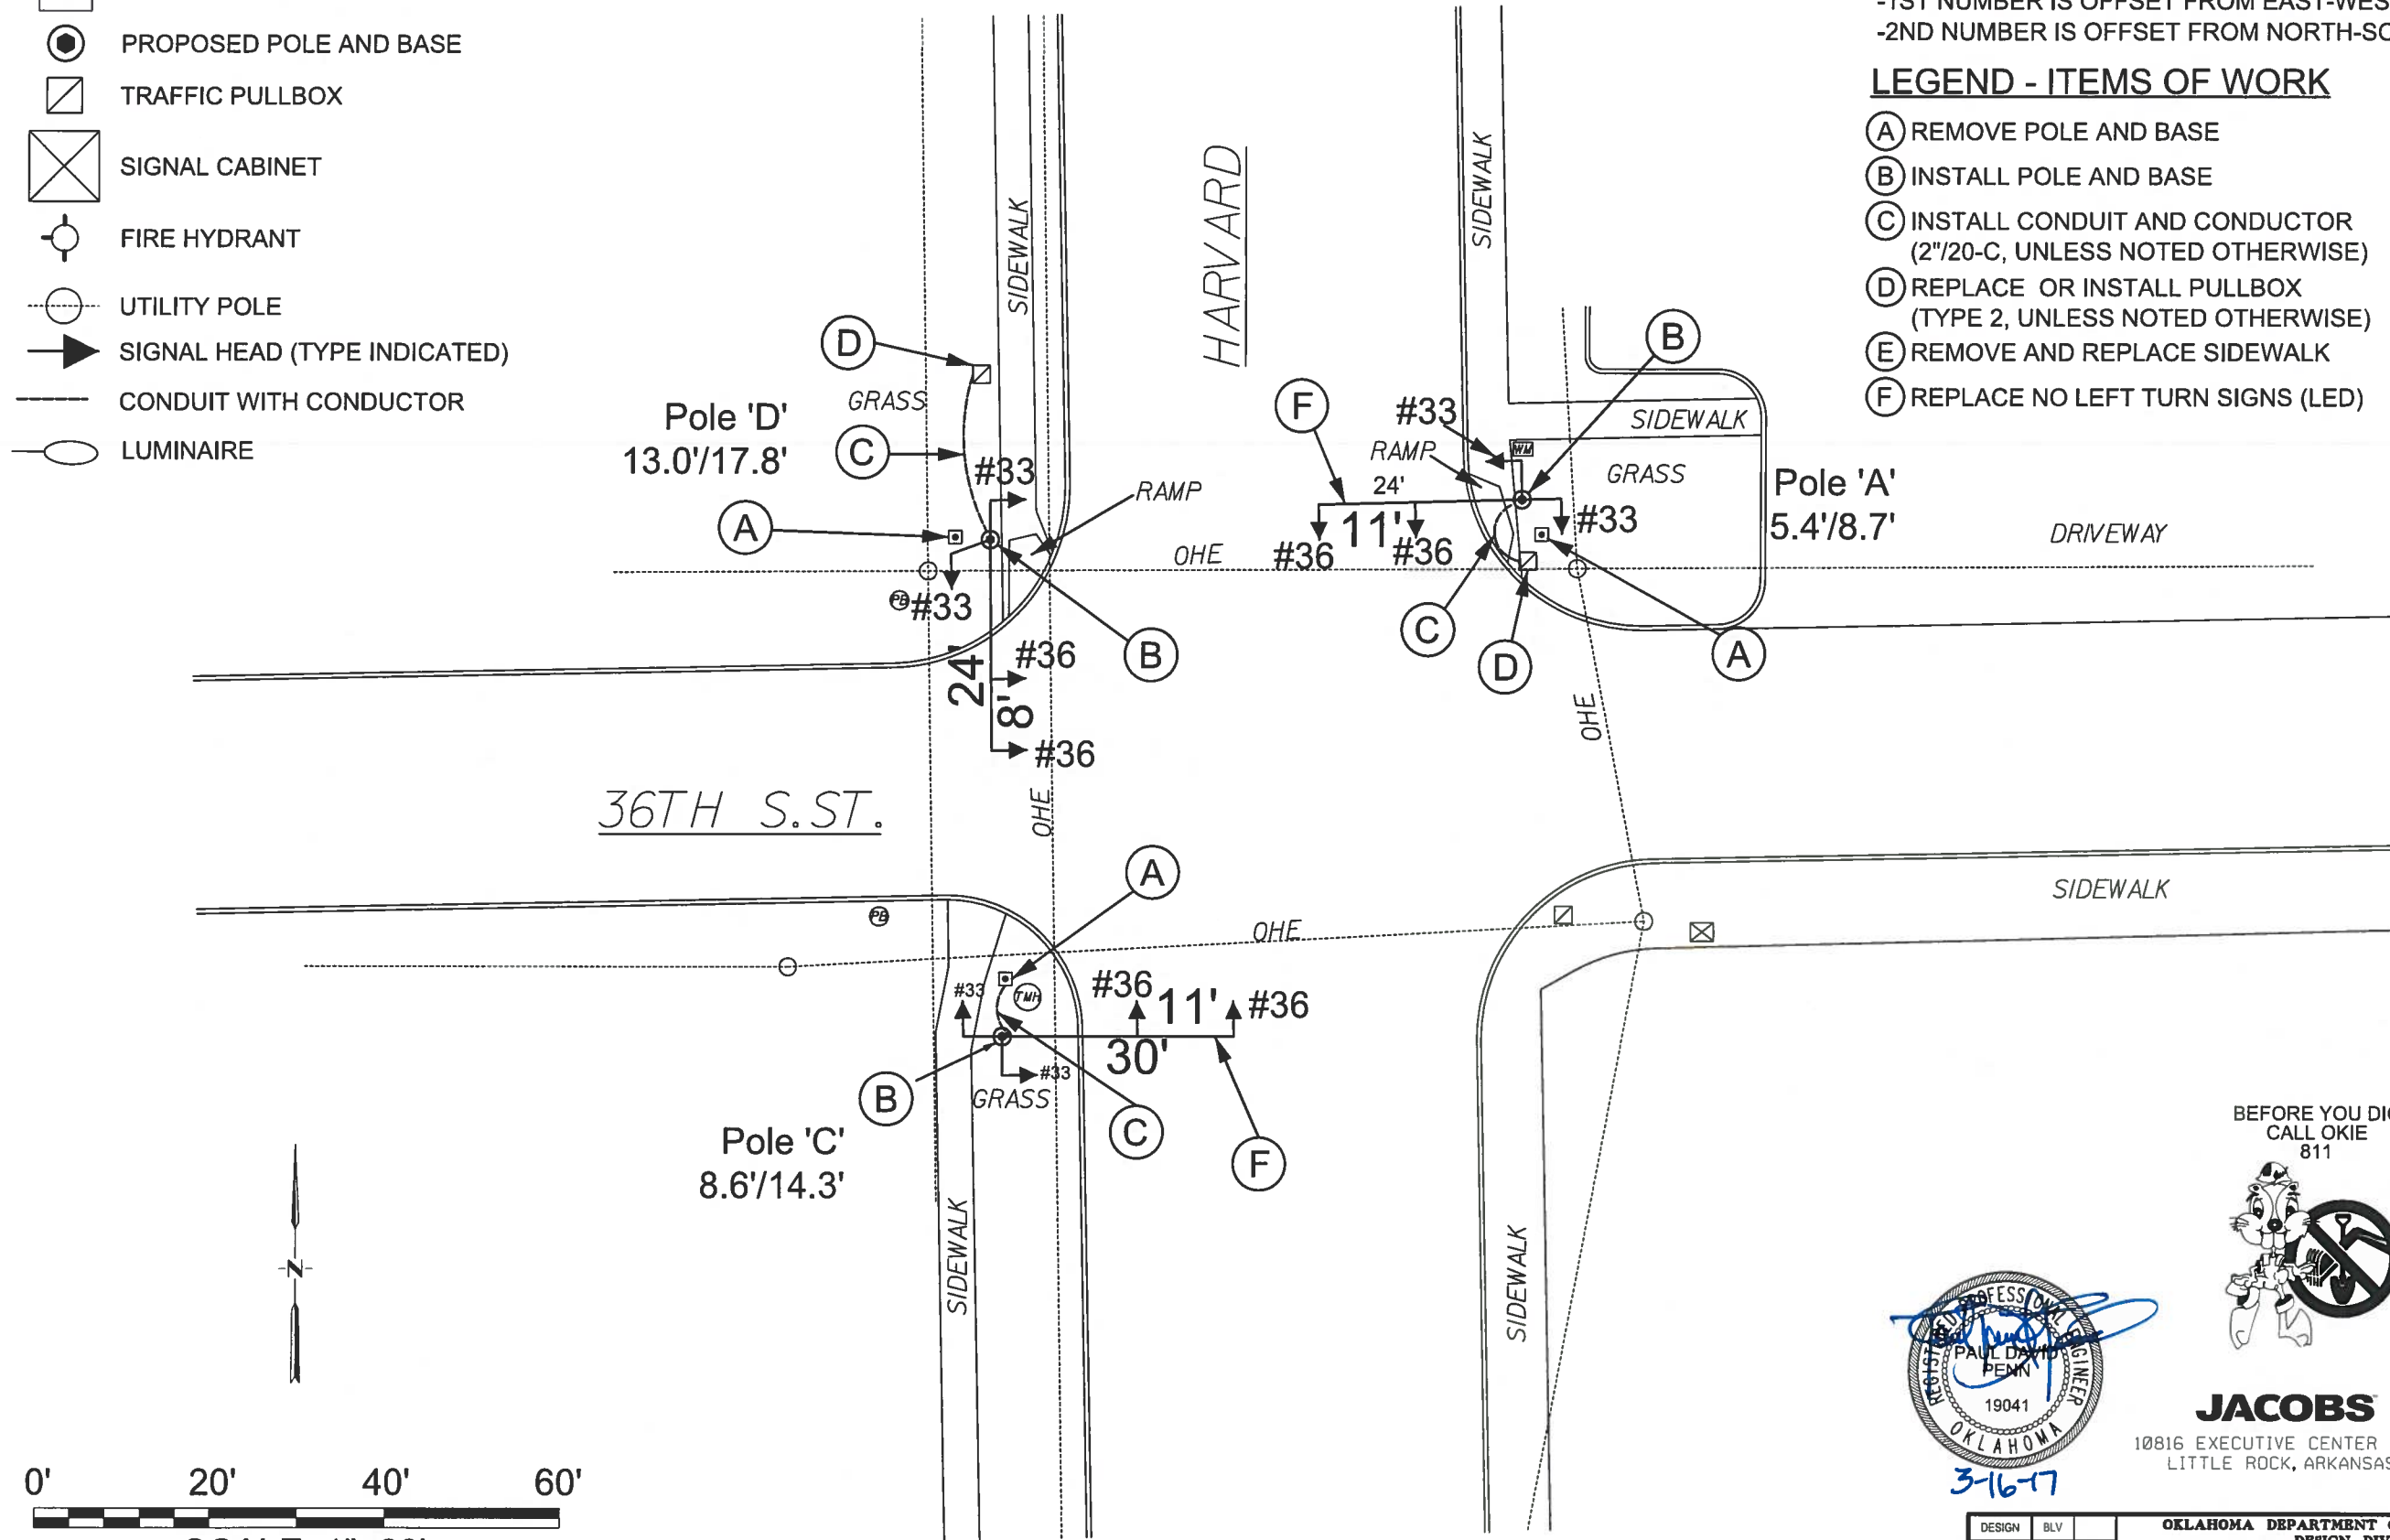 PROPOSED POLE AND BASE
TRAFFIC PULLBOX
SIGNAL CABINET
FIRE HYDRANT
UTILITY POLE
SIGNAL HEAD (TYPE INDICATED)
CONDUIT WITH CONDUCTOR
LUMINAIRE
-1ST NUMBER IS OFFSET FROM EAST-WES
-2ND NUMBER IS OFFSET FROM NORTH-SO
LEGEND - ITEMS OF WORK
A REMOVE POLE AND BASE
B INSTALL POLE AND BASE
C INSTALL CONDUIT AND CONDUCTOR
(2"/20-C, UNLESS NOTED OTHERWISE)
D REPLACE OR INSTALL PULLBOX
(TYPE 2, UNLESS NOTED OTHERWISE)
E REMOVE AND REPLACE SIDEWALK
F REPLACE NO LEFT TURN SIGNS (LED)
SIDEWALK
HARVARD
SIDEWALK
D
GRASS
Pole 'D'
13.0'/17.8'
C
#33
A
RAMP
PB
#33
24'
8'
#36
#36
B
OHE
F
#33
RAMP
24'
11'
#36
#36
WM
B
SIDEWALK
GRASS
#33
Pole 'A'
5.4'/8.7'
DRIVEWAY
C
D
A
OHE
36TH S.ST.
OHE
A
PB
OHE
SIDEWALK
#33
TMH
#36
11'
#36
30'
#33
B
GRASS
C
F
Pole 'C'
8.6'/14.3'
SIDEWALK
SIDEWALK
N
BEFORE YOU DIG
CALL OKIE
811
REGISTERED PROFESSIONAL ENGINEER
PAUL DAVID
PENN
19041
OKLAHOMA
3-16-17
JACOBS
10816 EXECUTIVE CENTER
LITTLE ROCK, ARKANSAS
0' 20' 40' 60'
DESIGN BLV
OKLAHOMA DEPARTMENT